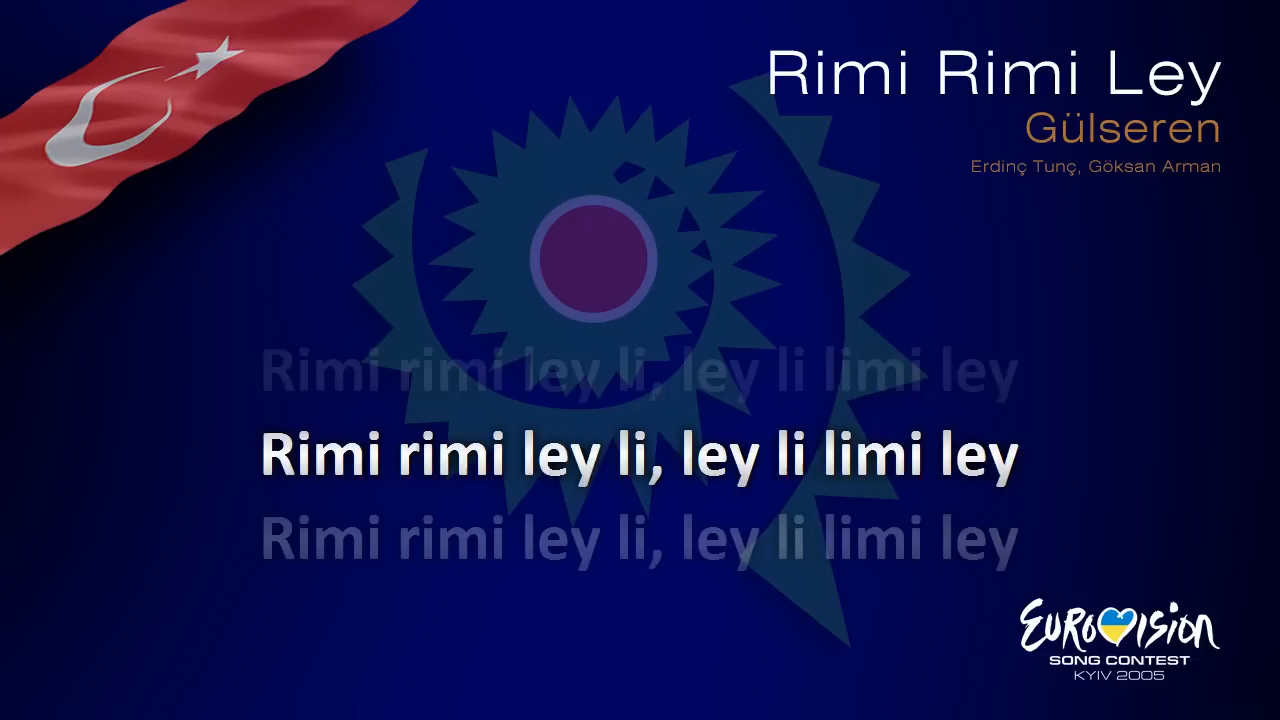 Rimi Rimi Ley
Gülseren
Erdinç Tunç, Göksan Arman
Rimi rimi ley li, ley li limi ley
Rimi rimi ley li, ley li limi ley
Rimi rimi ley li, ley li limi ley
EUROVISION
SONG CONTEST
KYIV 2005